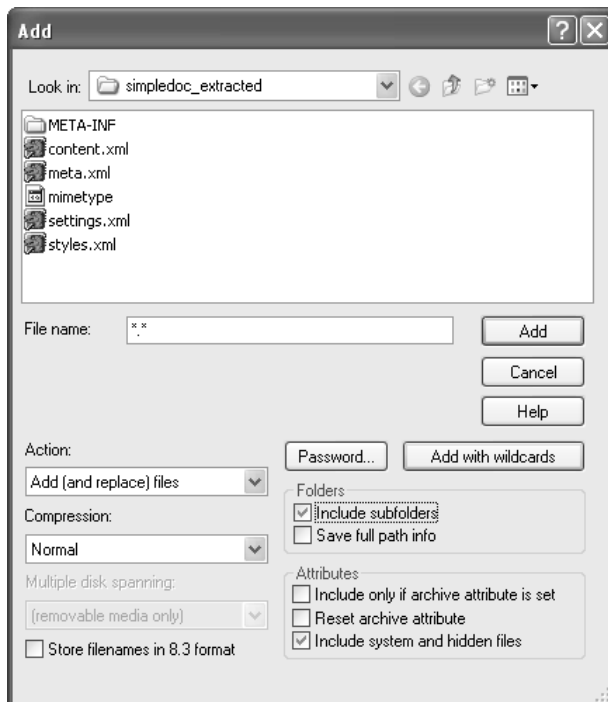 Add
Look in: simpledoc_extracted
META-INF
content.xml
meta.xml
mimetype
settings.xml
styles.xml
File name: *.* Add
Cancel
Help
Action:
Password... Add with wildcards
Add (and replace) files
Folders
Include subfolders
Compression:
Save full path info
Normal
Attributes
Multiple disk spanning:
Include only if archive attribute is set
(removable media only)
Reset archive attribute
Store filenames in 8.3 format
Include system and hidden files